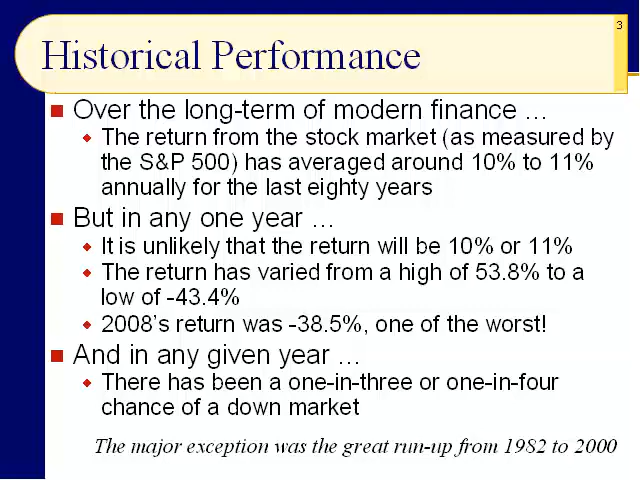 3
Historical Performance
Over the long-term of modern finance ...
The return from the stock market (as measured by
the S&P 500) has averaged around 10% to 11%
annually for the last eighty years
But in any one year ...
It is unlikely that the return will be 10% or 11%
The return has varied from a high of 53.8% to a
low of -43.4%
2008's return was -38.5%, one of the worst!
And in any given year ...
There has been a one-in-three or one-in-four
chance of a down market
The major exception was the great run-up from 1982 to 2000